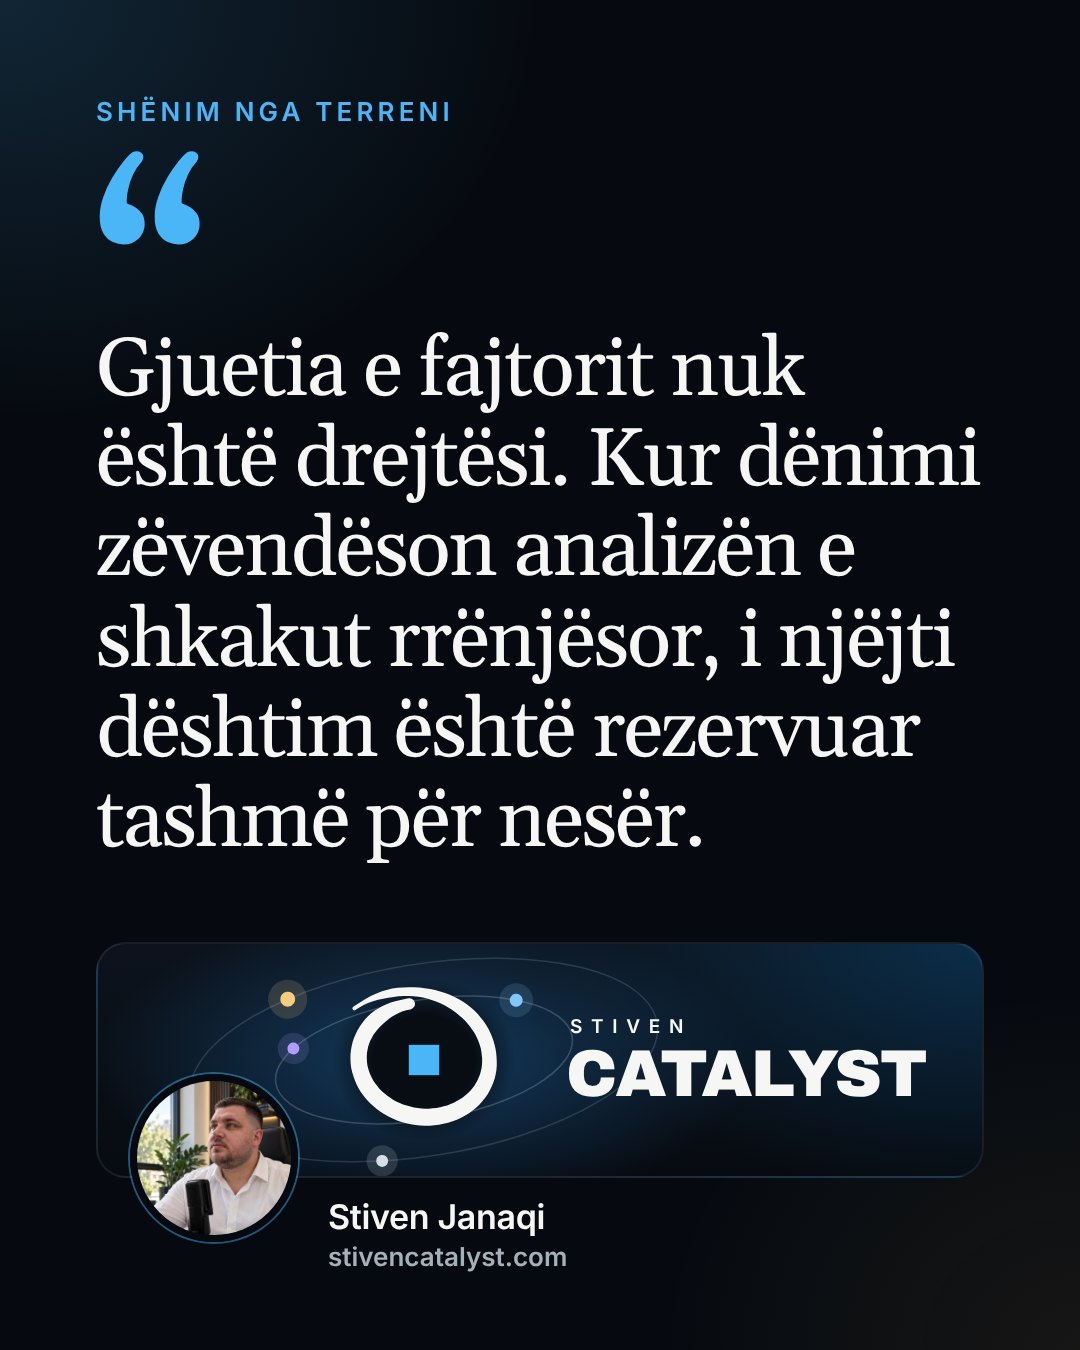 SHËNIM NGA TERRENI
“
Gjuetia e fajtorit nuk
është drejtësi. Kur dënimi
zëvendëson analizën e
shkakut rrënjësor, i njëjti
dështim është rezervuar
tashmë për nesër.
STIVEN
CATALYST
Stiven Janaqi
stivencatalyst.com